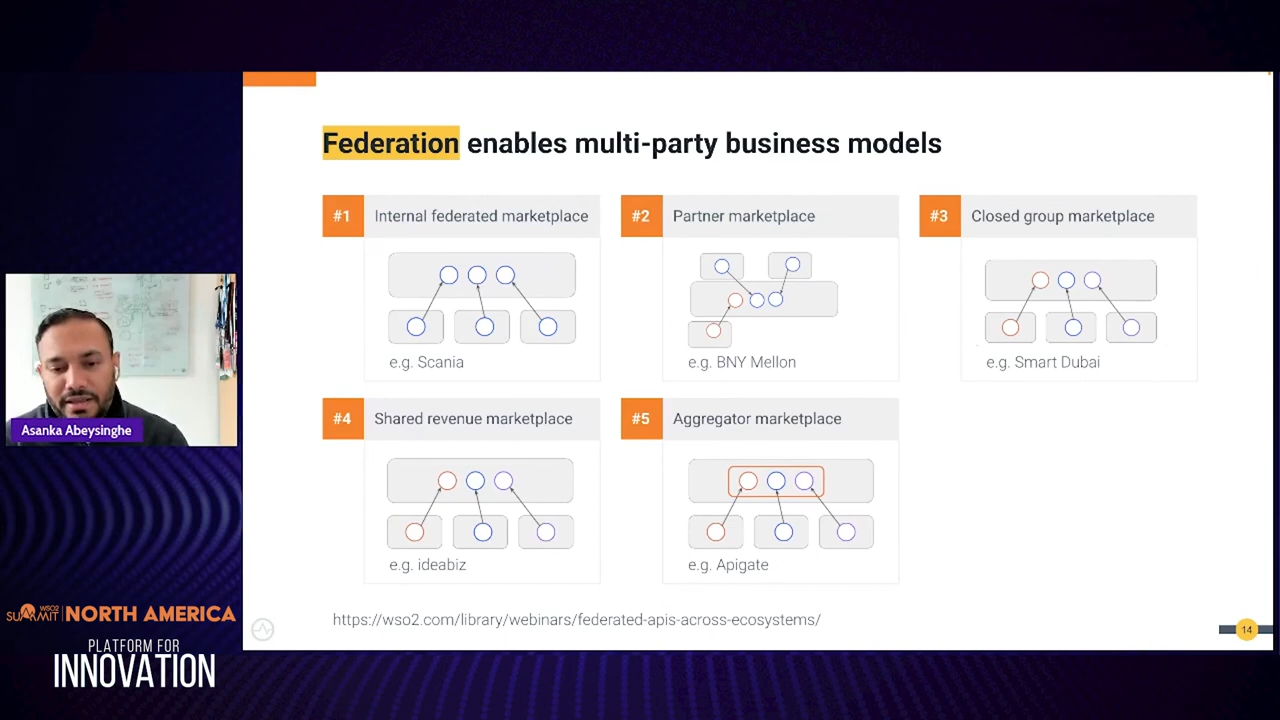 Federation enables multi-party business models
#1 Internal federated marketplace
e.g. Scania
#2 Partner marketplace
e.g. BNY Mellon
#3 Closed group marketplace
e.g. Smart Dubai
#4 Shared revenue marketplace
e.g. ideabiz
#5 Aggregator marketplace
e.g. Apigate
https://wso2.com/library/webinars/federated-apis-across-ecosystems/
14
Asanka Abeysinghe
WSO2
SUMMIT NORTH AMERICA
PLATFORM FOR
INNOVATION